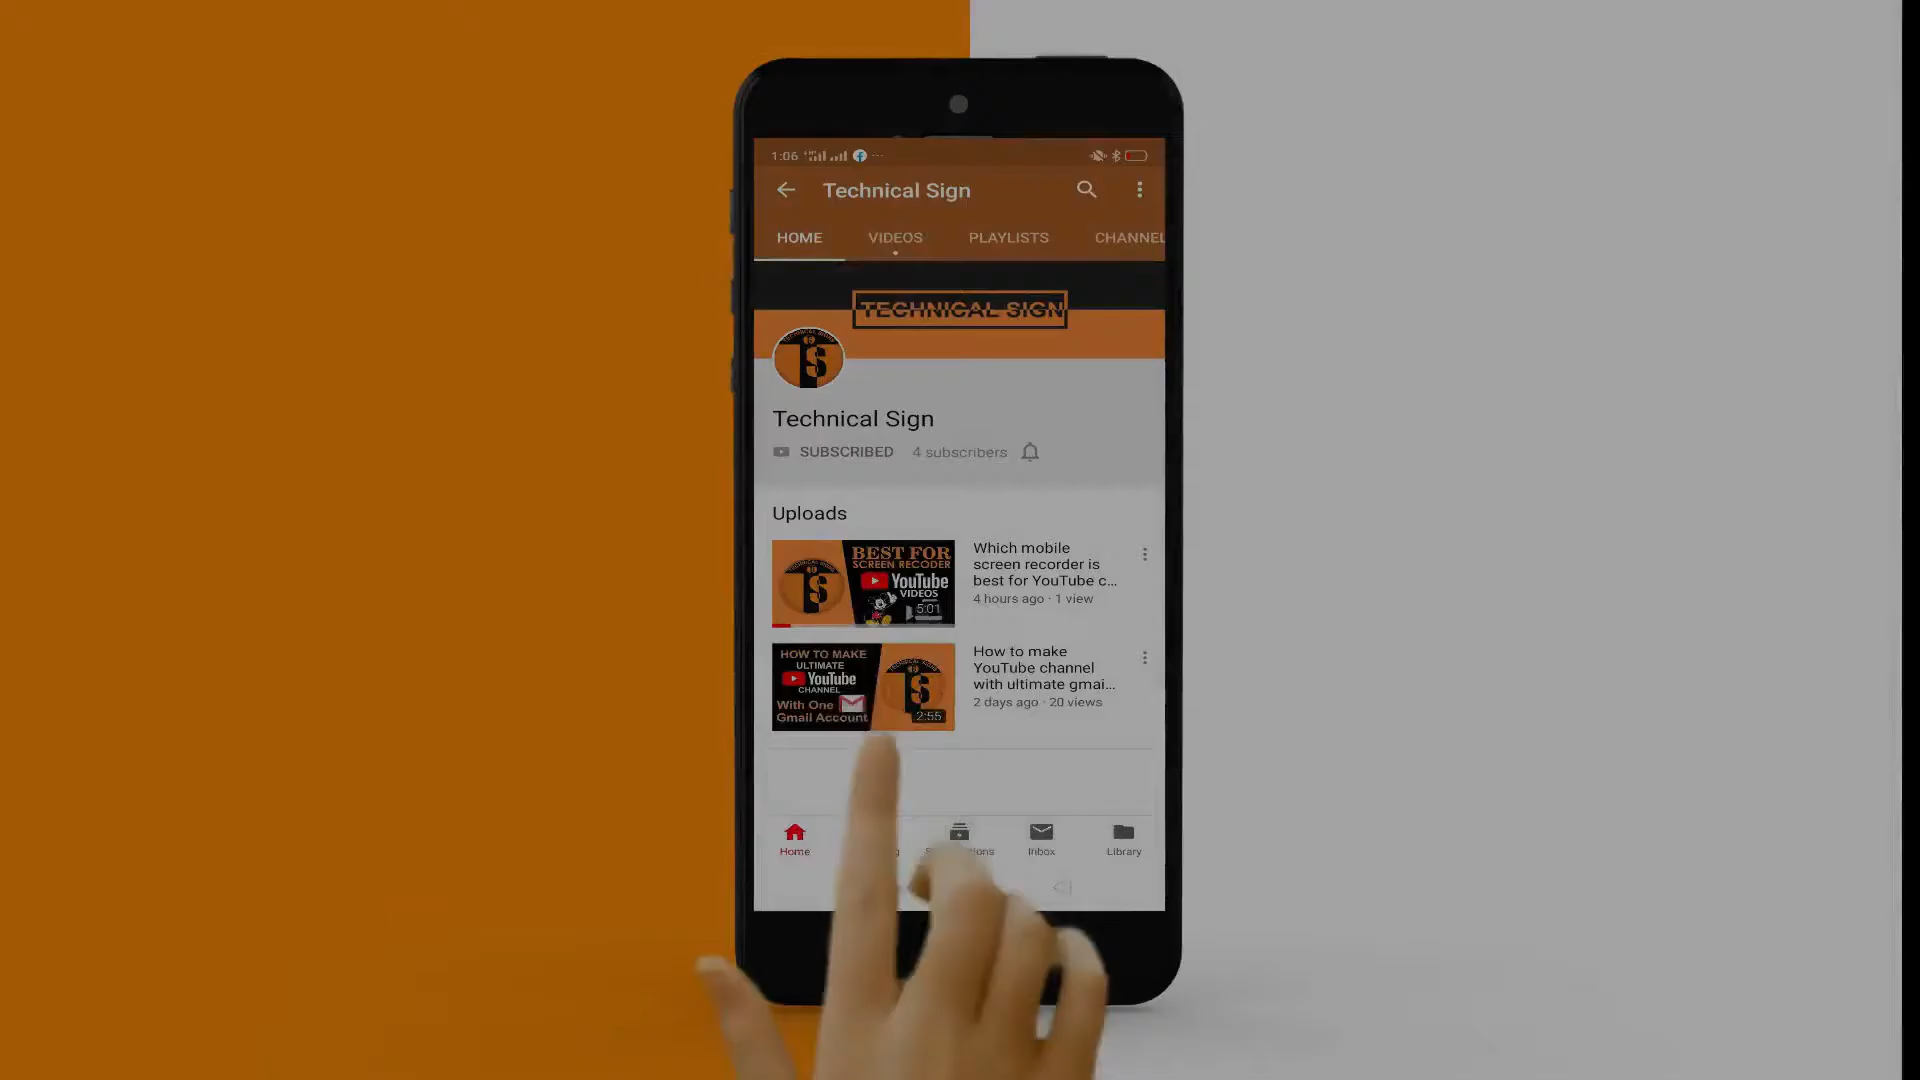 1:06
Technical Sign
HOME VIDEOS PLAYLISTS CHANNEL
TECHNICAL SIGN
TS
Technical Sign
SUBSCRIBED 4 subscribers
Uploads
BEST FOR
SCREEN RECODER
YouTube
VIDEOS
5:01
TS
Which mobile
screen recorder is
best for YouTube c...
4 hours ago · 1 view
HOW TO MAKE
ULTIMATE
YouTube
CHANNEL
With One
Gmail Account
TS
2:55
How to make
YouTube channel
with ultimate gmai...
2 days ago · 20 views
Home
Inbox
Library